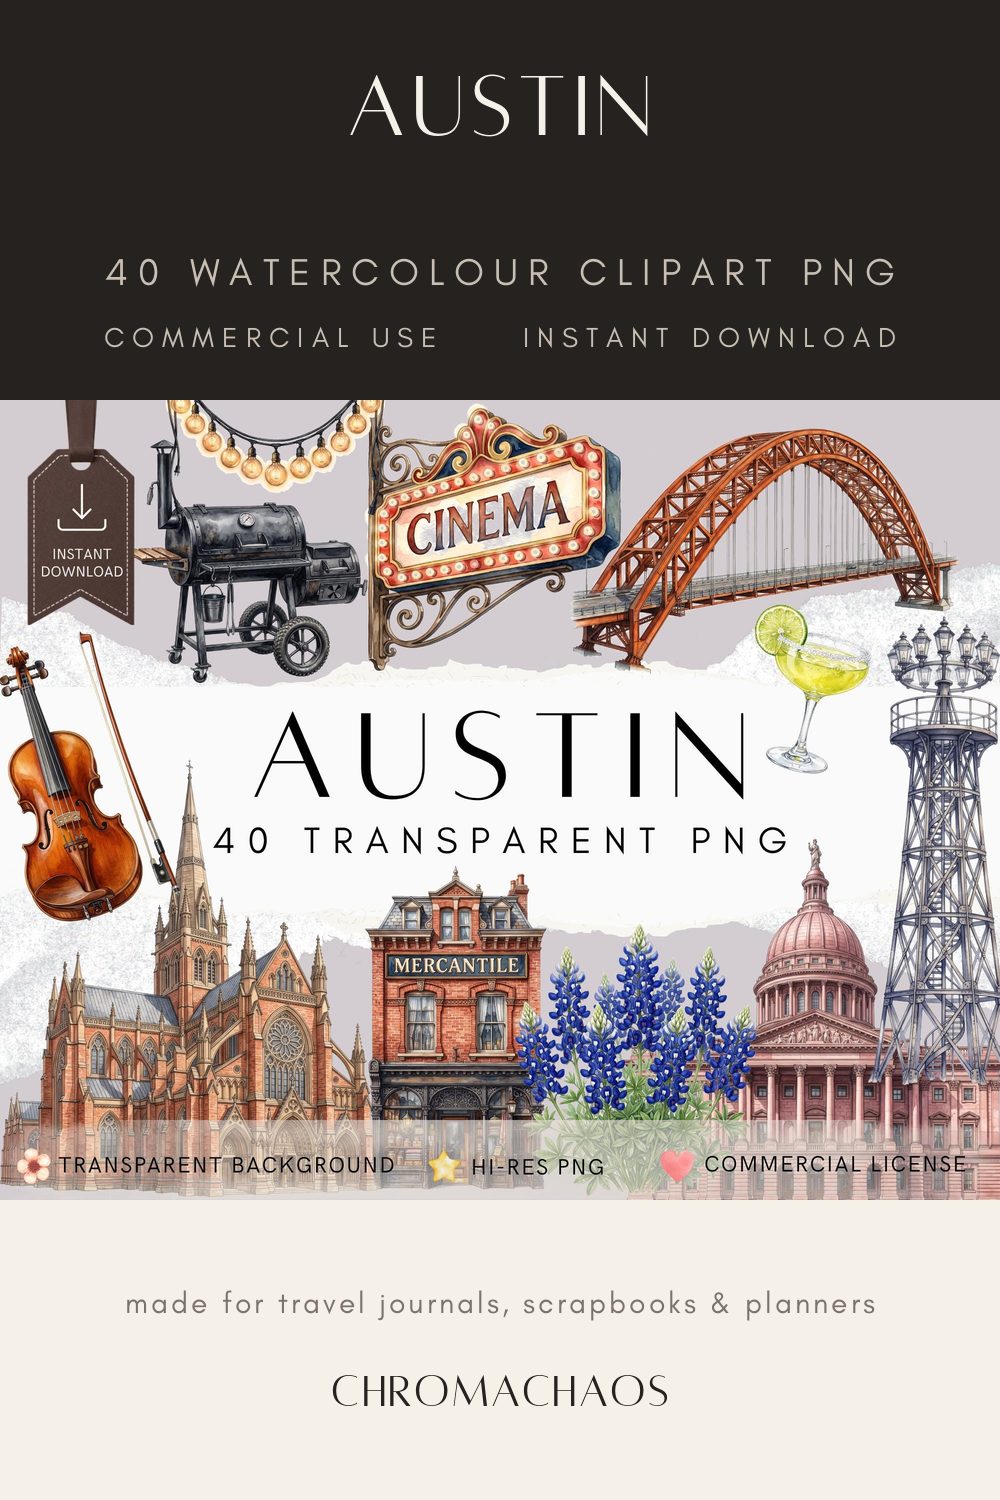 AUSTIN
40 WATERCOLOUR CLIPART PNG
COMMERCIAL USE INSTANT DOWNLOAD
INSTANT
DOWNLOAD
CINEMA
AUSTIN
40 TRANSPARENT PNG
MERCANTILE
TRANSPARENT BACKGROUND
HI-RES PNG
COMMERCIAL LICENSE
made for travel journals, scrapbooks & planners
CHROMACHAOS